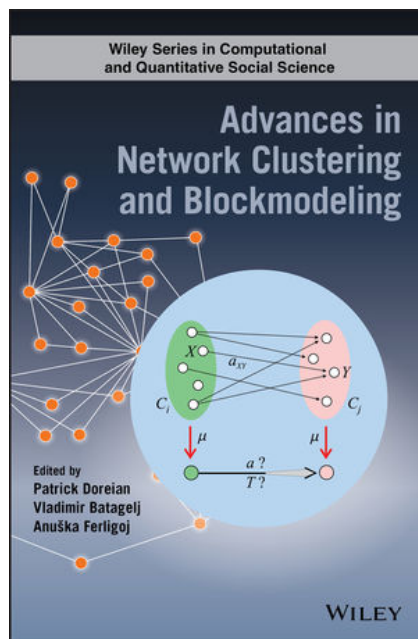 Wiley Series in Computational
and Quantitative Social Science
Advances in
Network Clustering
and Blockmodeling
X
a_XY
Y
C_i
C_j
μ
μ
a ?
T ?
Edited by
Patrick Doreian
Vladimir Batagelj
Anuška Ferligoj
WILEY